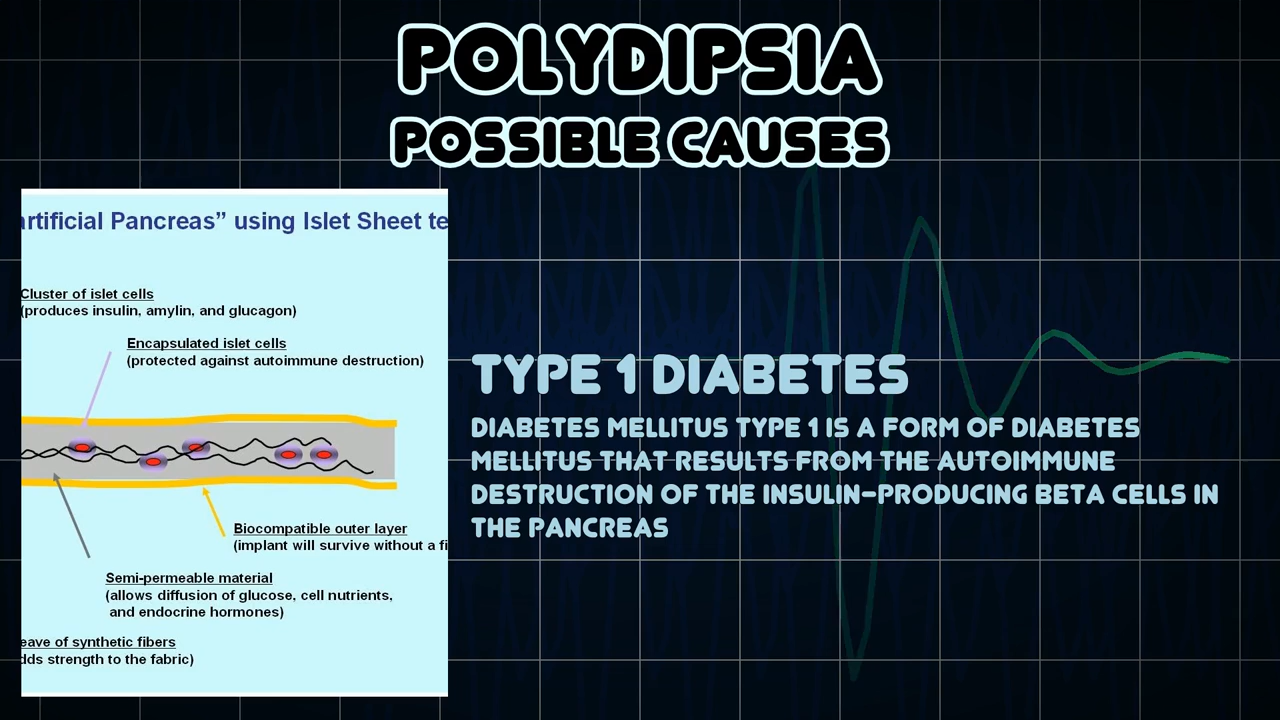 POLYDIPSIA
POSSIBLE CAUSES
artificial Pancreas” using Islet Sheet te
Cluster of islet cells
(produces insulin, amylin, and glucagon)
Encapsulated islet cells
(protected against autoimmune destruction)
Biocompatible outer layer
(implant will survive without a fi
Semi-permeable material
(allows diffusion of glucose, cell nutrients,
and endocrine hormones)
eave of synthetic fibers
dds strength to the fabric)
TYPE 1 DIABETES
DIABETES MELLITUS TYPE 1 IS A FORM OF DIABETES
MELLITUS THAT RESULTS FROM THE AUTOIMMUNE
DESTRUCTION OF THE INSULIN-PRODUCING BETA CELLS IN
THE PANCREAS